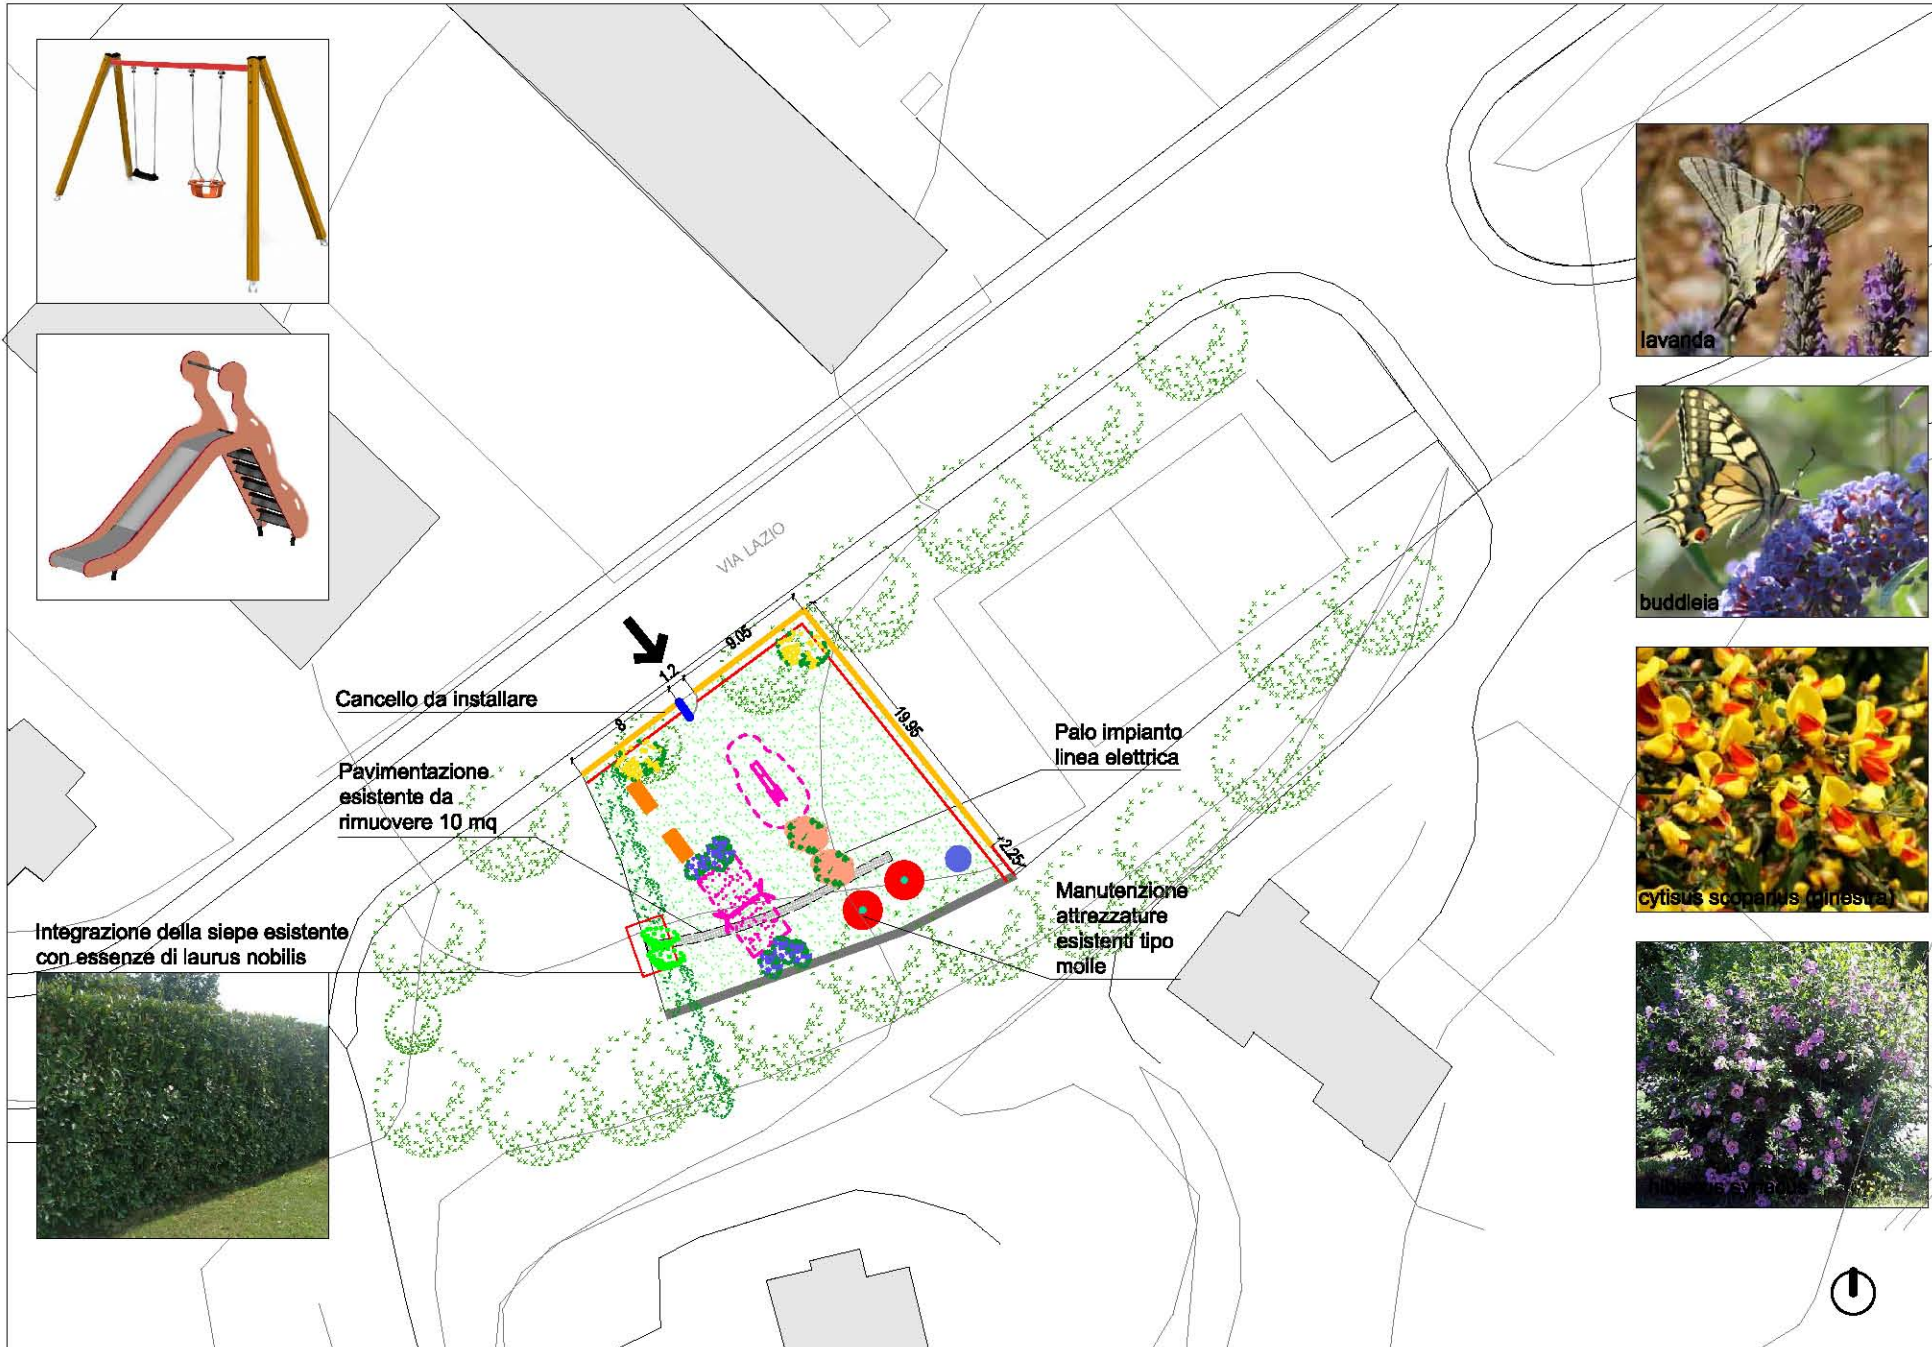 VIA LAZIO
9.05
1.2
8
19.95
2.25
Cancello da installare
Pavimentazione
esistente da
rimuovere 10 mq
Palo impianto
linea elettrica
Manutenzione
attrezzature
esistenti tipo
molle
Integrazione della siepe esistente
con essenze di laurus nobilis
lavanda
buddleia
cytisus scoparius (ginestra)